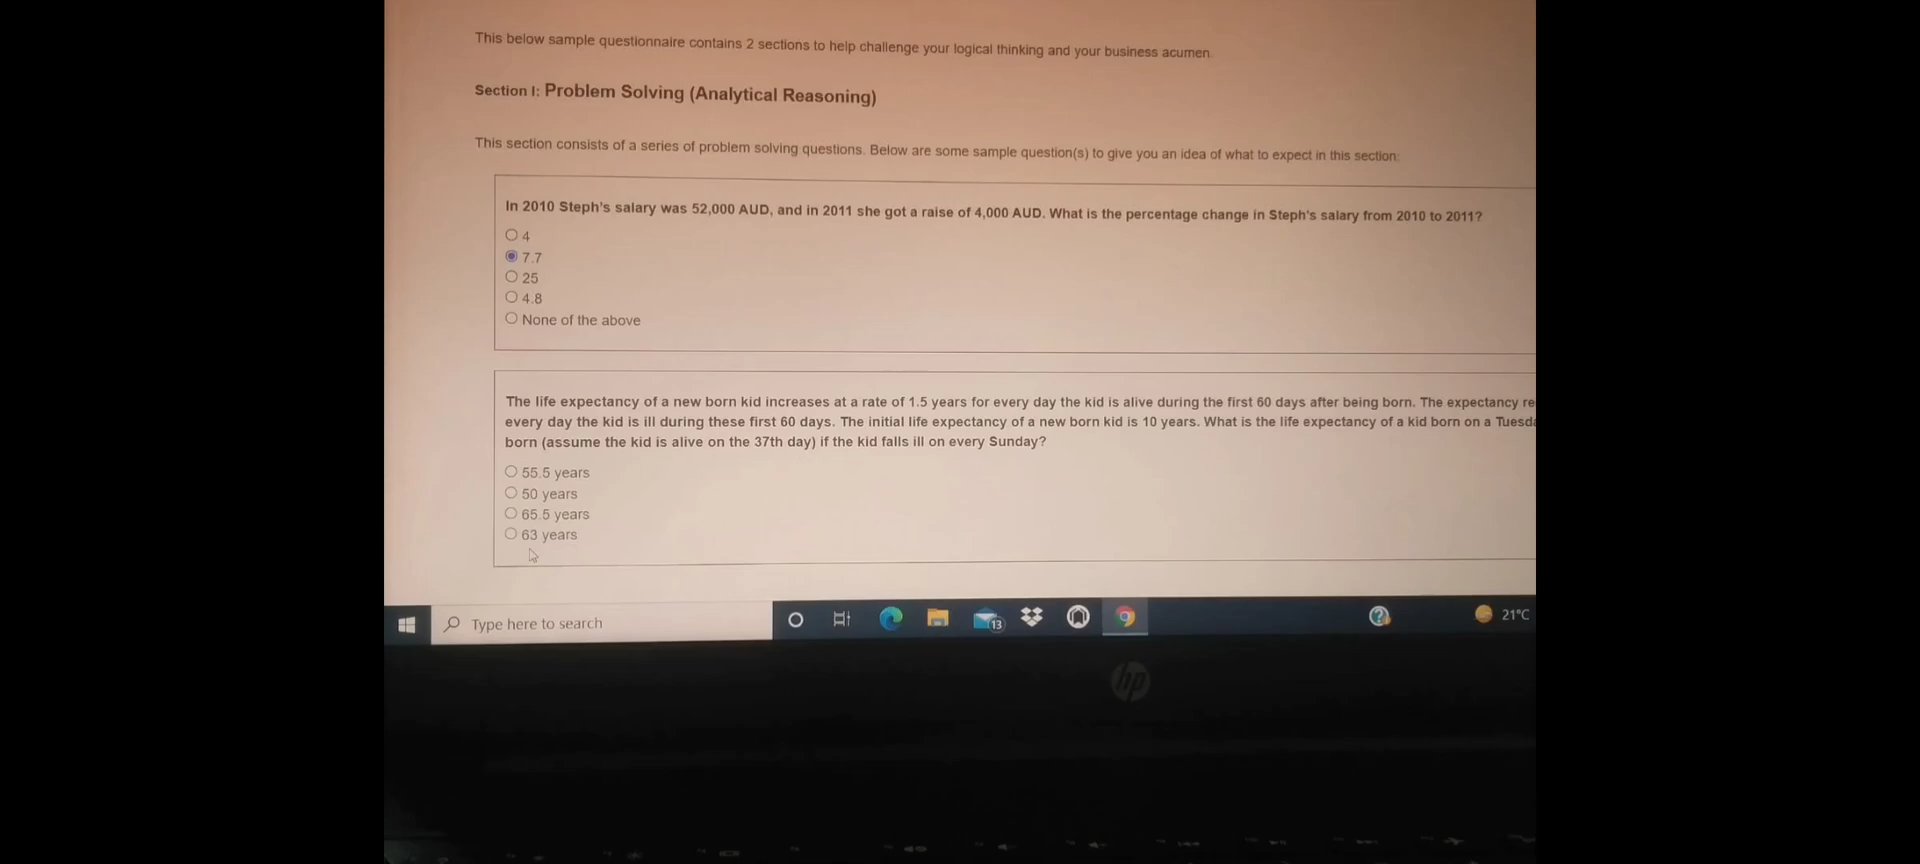 This below sample questionnaire contains 2 sections to help challenge your logical thinking and your business acumen.
Section I: Problem Solving (Analytical Reasoning)
This section consists of a series of problem solving questions. Below are some sample question(s) to give you an idea of what to expect in this section:
In 2010 Steph's salary was 52,000 AUD, and in 2011 she got a raise of 4,000 AUD. What is the percentage change in Steph's salary from 2010 to 2011?
4
7.7
25
4.8
None of the above
The life expectancy of a new born kid increases at a rate of 1.5 years for every day the kid is alive during the first 60 days after being born. The expectancy re
every day the kid is ill during these first 60 days. The initial life expectancy of a new born kid is 10 years. What is the life expectancy of a kid born on a Tuesda
born (assume the kid is alive on the 37th day) if the kid falls ill on every Sunday?
55.5 years
50 years
65.5 years
63 years
Type here to search
13
21°C
hp